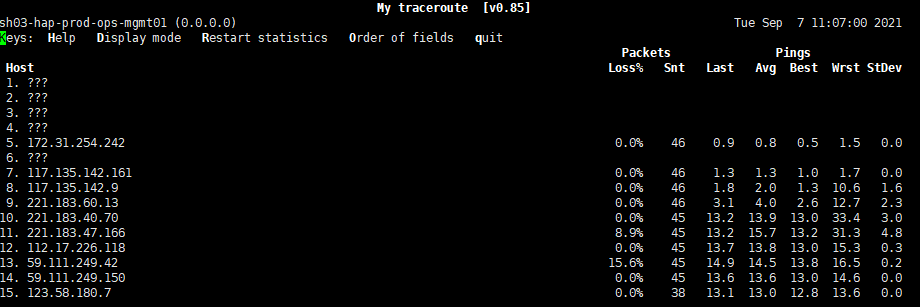 My traceroute  [v0.85]
sh03-hap-prod-ops-mgmt01 (0.0.0.0)                    Tue Sep  7 11:07:00 2021
Keys:  Help   Display mode   Restart statistics   Order of fields   quit
Packets               Pings
Host                  Loss%   Snt   Last   Avg  Best  Wrst StDev
1. ???
2. ???
3. ???
4. ???
5. 172.31.254.242     0.0%    46    0.9   0.8   0.5   1.5   0.0
6. ???
7. 117.135.142.161    0.0%    46    1.3   1.3   1.0   1.7   0.0
8. 117.135.142.9      0.0%    46    1.8   2.0   1.3  10.6   1.6
9. 221.183.60.13      0.0%    46    3.1   4.0   2.6  12.7   2.3
10. 221.183.40.70     0.0%    45   13.2  13.9  13.0  33.4   3.0
11. 221.183.47.166    8.9%    45   13.2  15.7  13.2  31.3   4.8
12. 112.17.226.118    0.0%    45   13.7  13.8  13.0  15.3   0.3
13. 59.111.249.42    15.6%    45   14.9  14.5  13.8  16.5   0.2
14. 59.111.249.150    0.0%    45   13.6  13.6  13.0  14.6   0.0
15. 123.58.180.7      0.0%    38   13.1  13.0  12.8  13.6   0.0